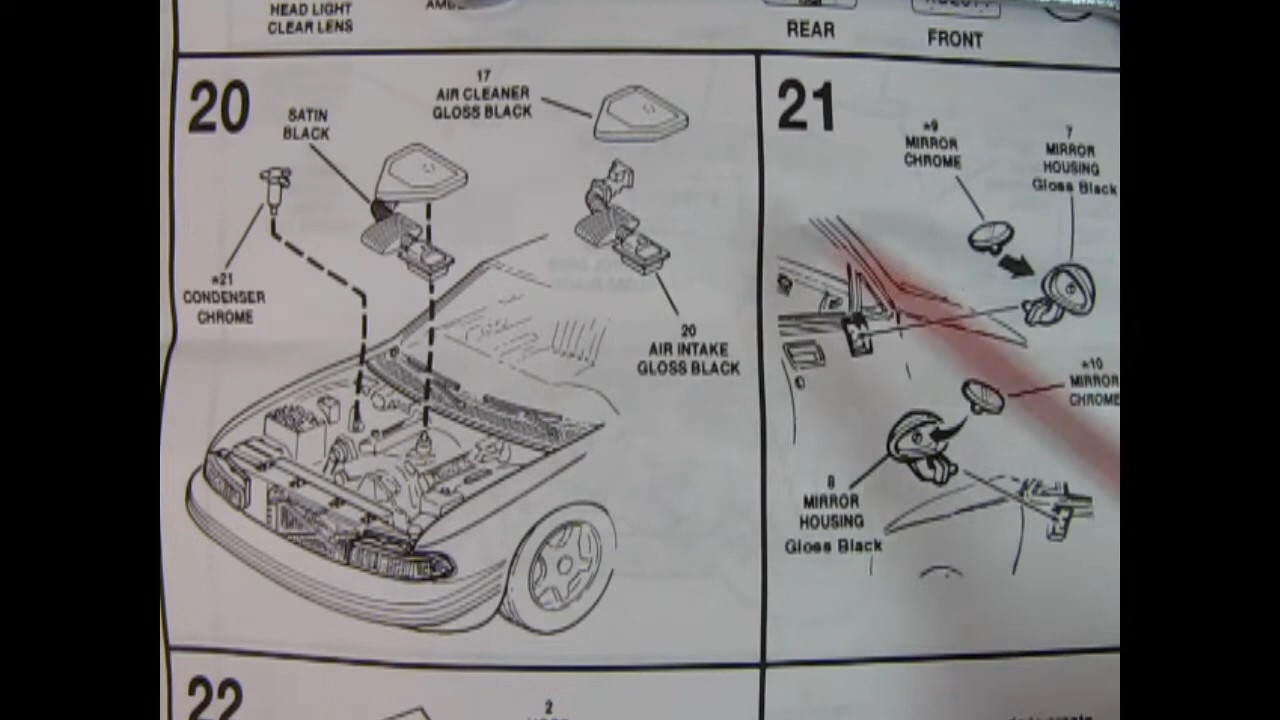 HEAD LIGHT
CLEAR LENS
REAR
FRONT
20
SATIN
BLACK
17
AIR CLEANER
GLOSS BLACK
*21
CONDENSER
CHROME
20
AIR INTAKE
GLOSS BLACK
21
*9
MIRROR
CHROME
7
MIRROR
HOUSING
Gloss Black
*10
MIRROR
CHROME
8
MIRROR
HOUSING
Gloss Black
22
2